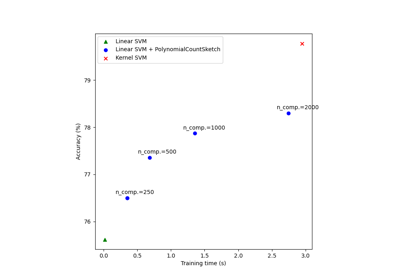 Linear SVM
Linear SVM + PolynomialCountSketch
Kernel SVM
79
78
77
76
Accuracy (%)
n_comp.=2000
n_comp.=1000
n_comp.=500
n_comp.=250
0.0 0.5 1.0 1.5 2.0 2.5 3.0
Training time (s)